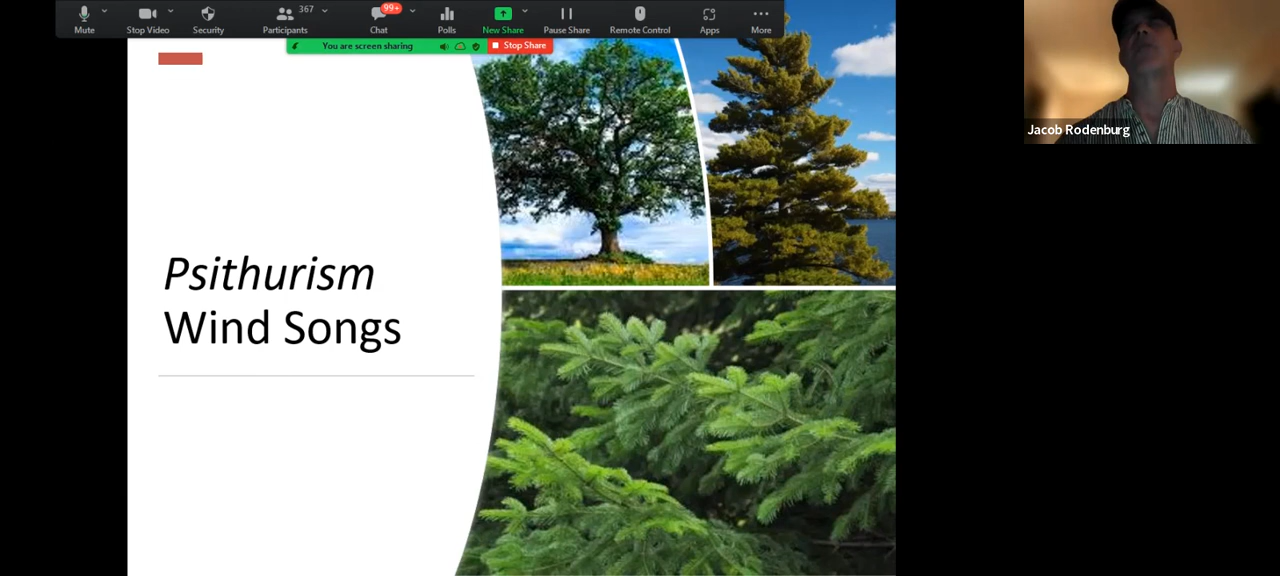 367
99+
Mute
Stop Video
Security
Participants
Chat
Polls
New Share
Pause Share
Remote Control
Apps
More
You are screen sharing
Stop Share
Jacob Rodenburg
Psithurism
Wind Songs